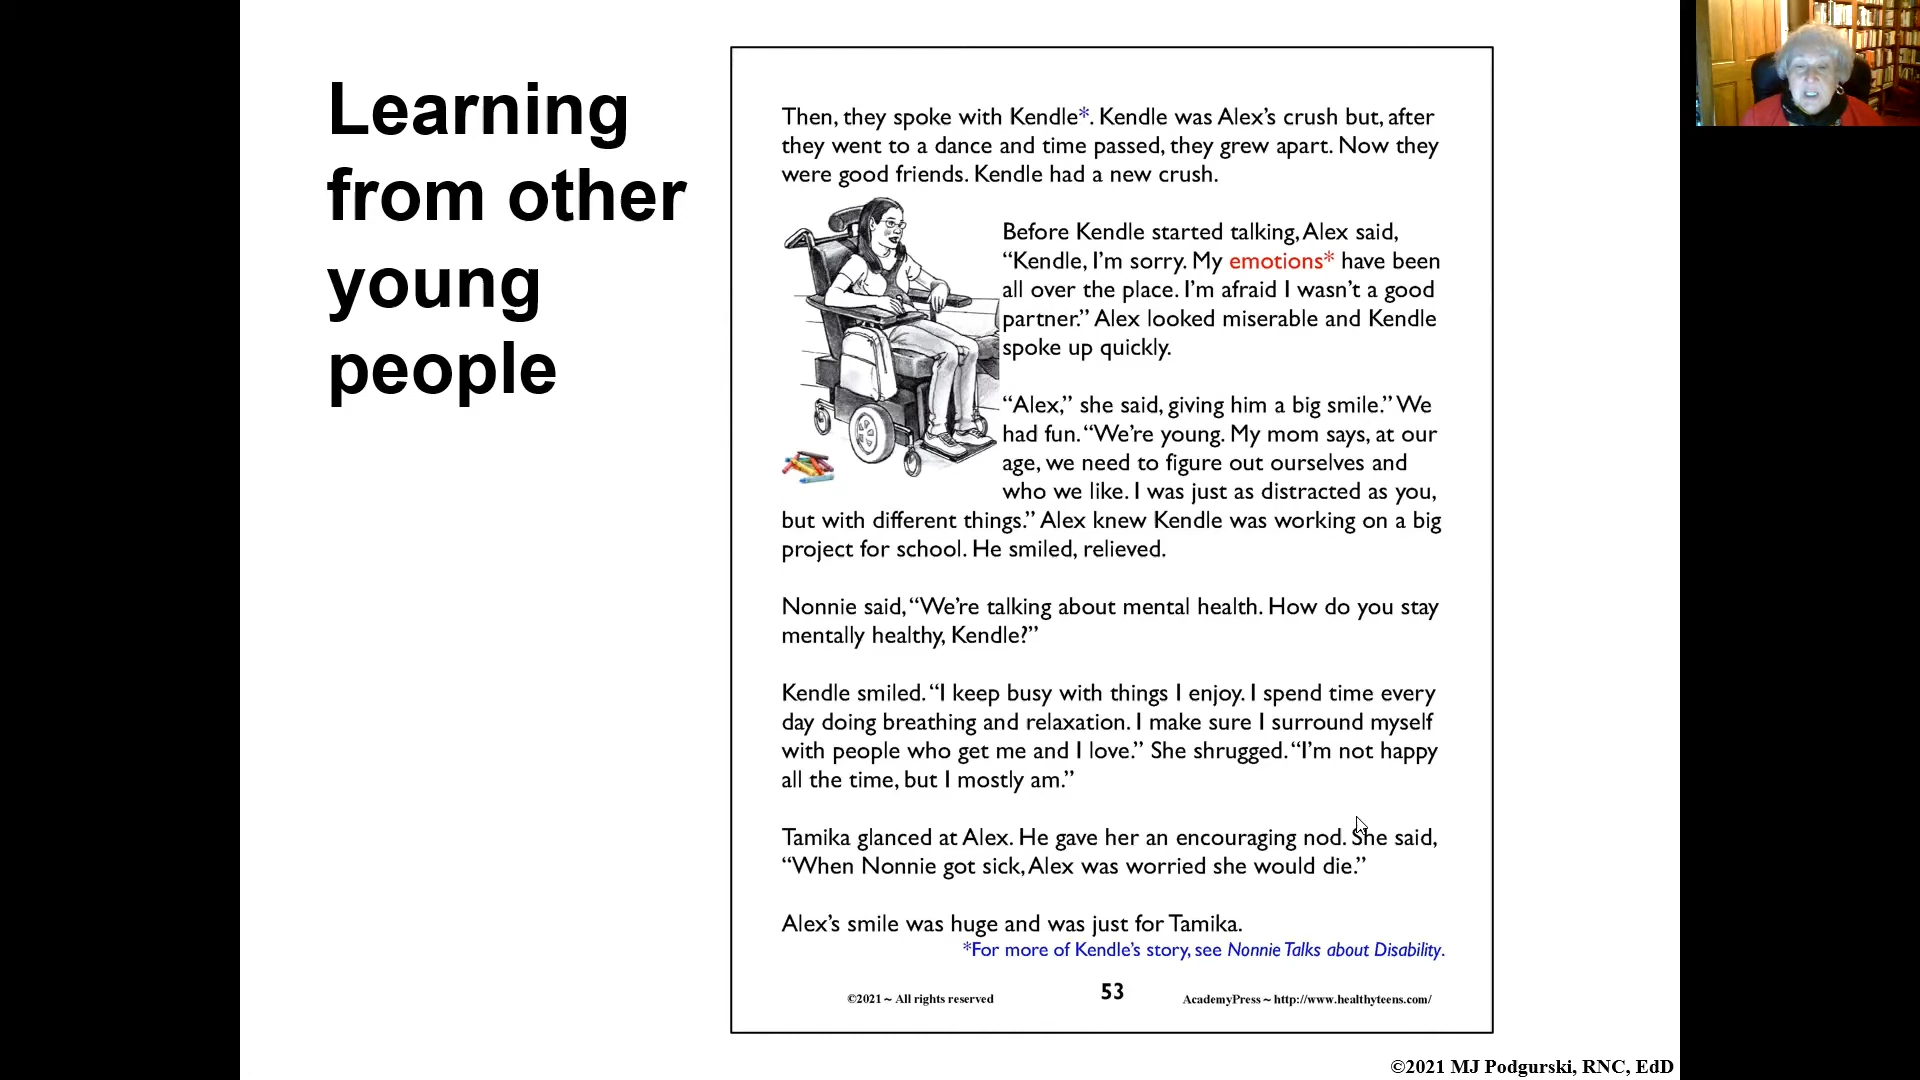 Learning
from other
young
people
Then, they spoke with Kendle*. Kendle was Alex’s crush but, after
they went to a dance and time passed, they grew apart. Now they
were good friends. Kendle had a new crush.
Before Kendle started talking, Alex said,
“Kendle, I’m sorry. My emotions* have been
all over the place. I’m afraid I wasn’t a good
partner.” Alex looked miserable and Kendle
spoke up quickly.
“Alex,” she said, giving him a big smile.” We
had fun. “We’re young. My mom says, at our
age, we need to figure out ourselves and
who we like. I was just as distracted as you,
but with different things.” Alex knew Kendle was working on a big
project for school. He smiled, relieved.
Nonnie said, “We’re talking about mental health. How do you stay
mentally healthy, Kendle?”
Kendle smiled. “I keep busy with things I enjoy. I spend time every
day doing breathing and relaxation. I make sure I surround myself
with people who get me and I love.” She shrugged. “I’m not happy
all the time, but I mostly am.”
Tamika glanced at Alex. He gave her an encouraging nod. She said,
“When Nonnie got sick, Alex was worried she would die.”
Alex’s smile was huge and was just for Tamika.
*For more of Kendle’s story, see Nonnie Talks about Disability.
©2021 ~ All rights reserved
53
AcademyPress ~ http://www.healthyteens.com/
©2021 MJ Podgurski, RNC, EdD